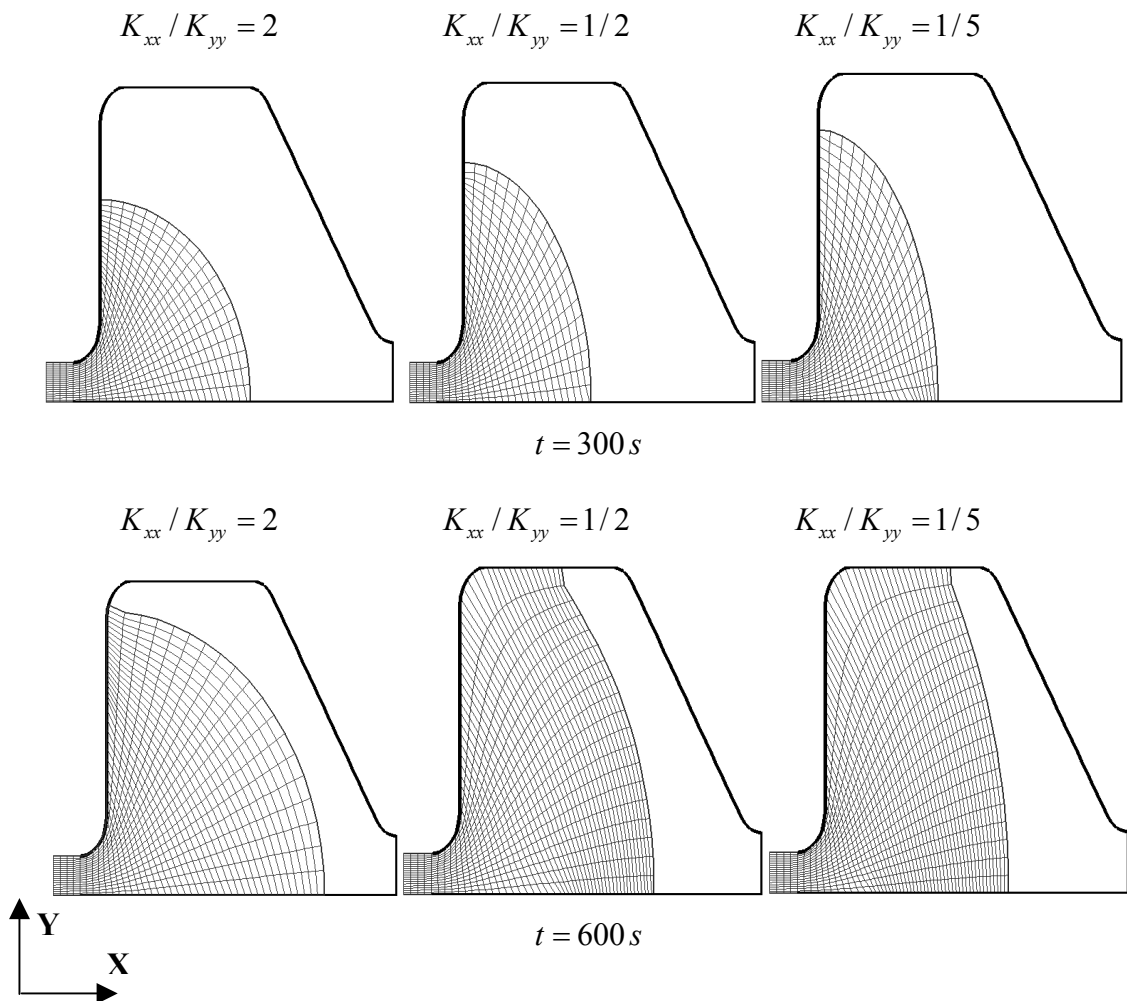 K_xx / K_yy = 2
K_xx / K_yy = 1/ 2
K_xx / K_yy = 1/ 5
t = 300 s
K_xx / K_yy = 2
K_xx / K_yy = 1/ 2
K_xx / K_yy = 1/ 5
Y
X
t = 600 s